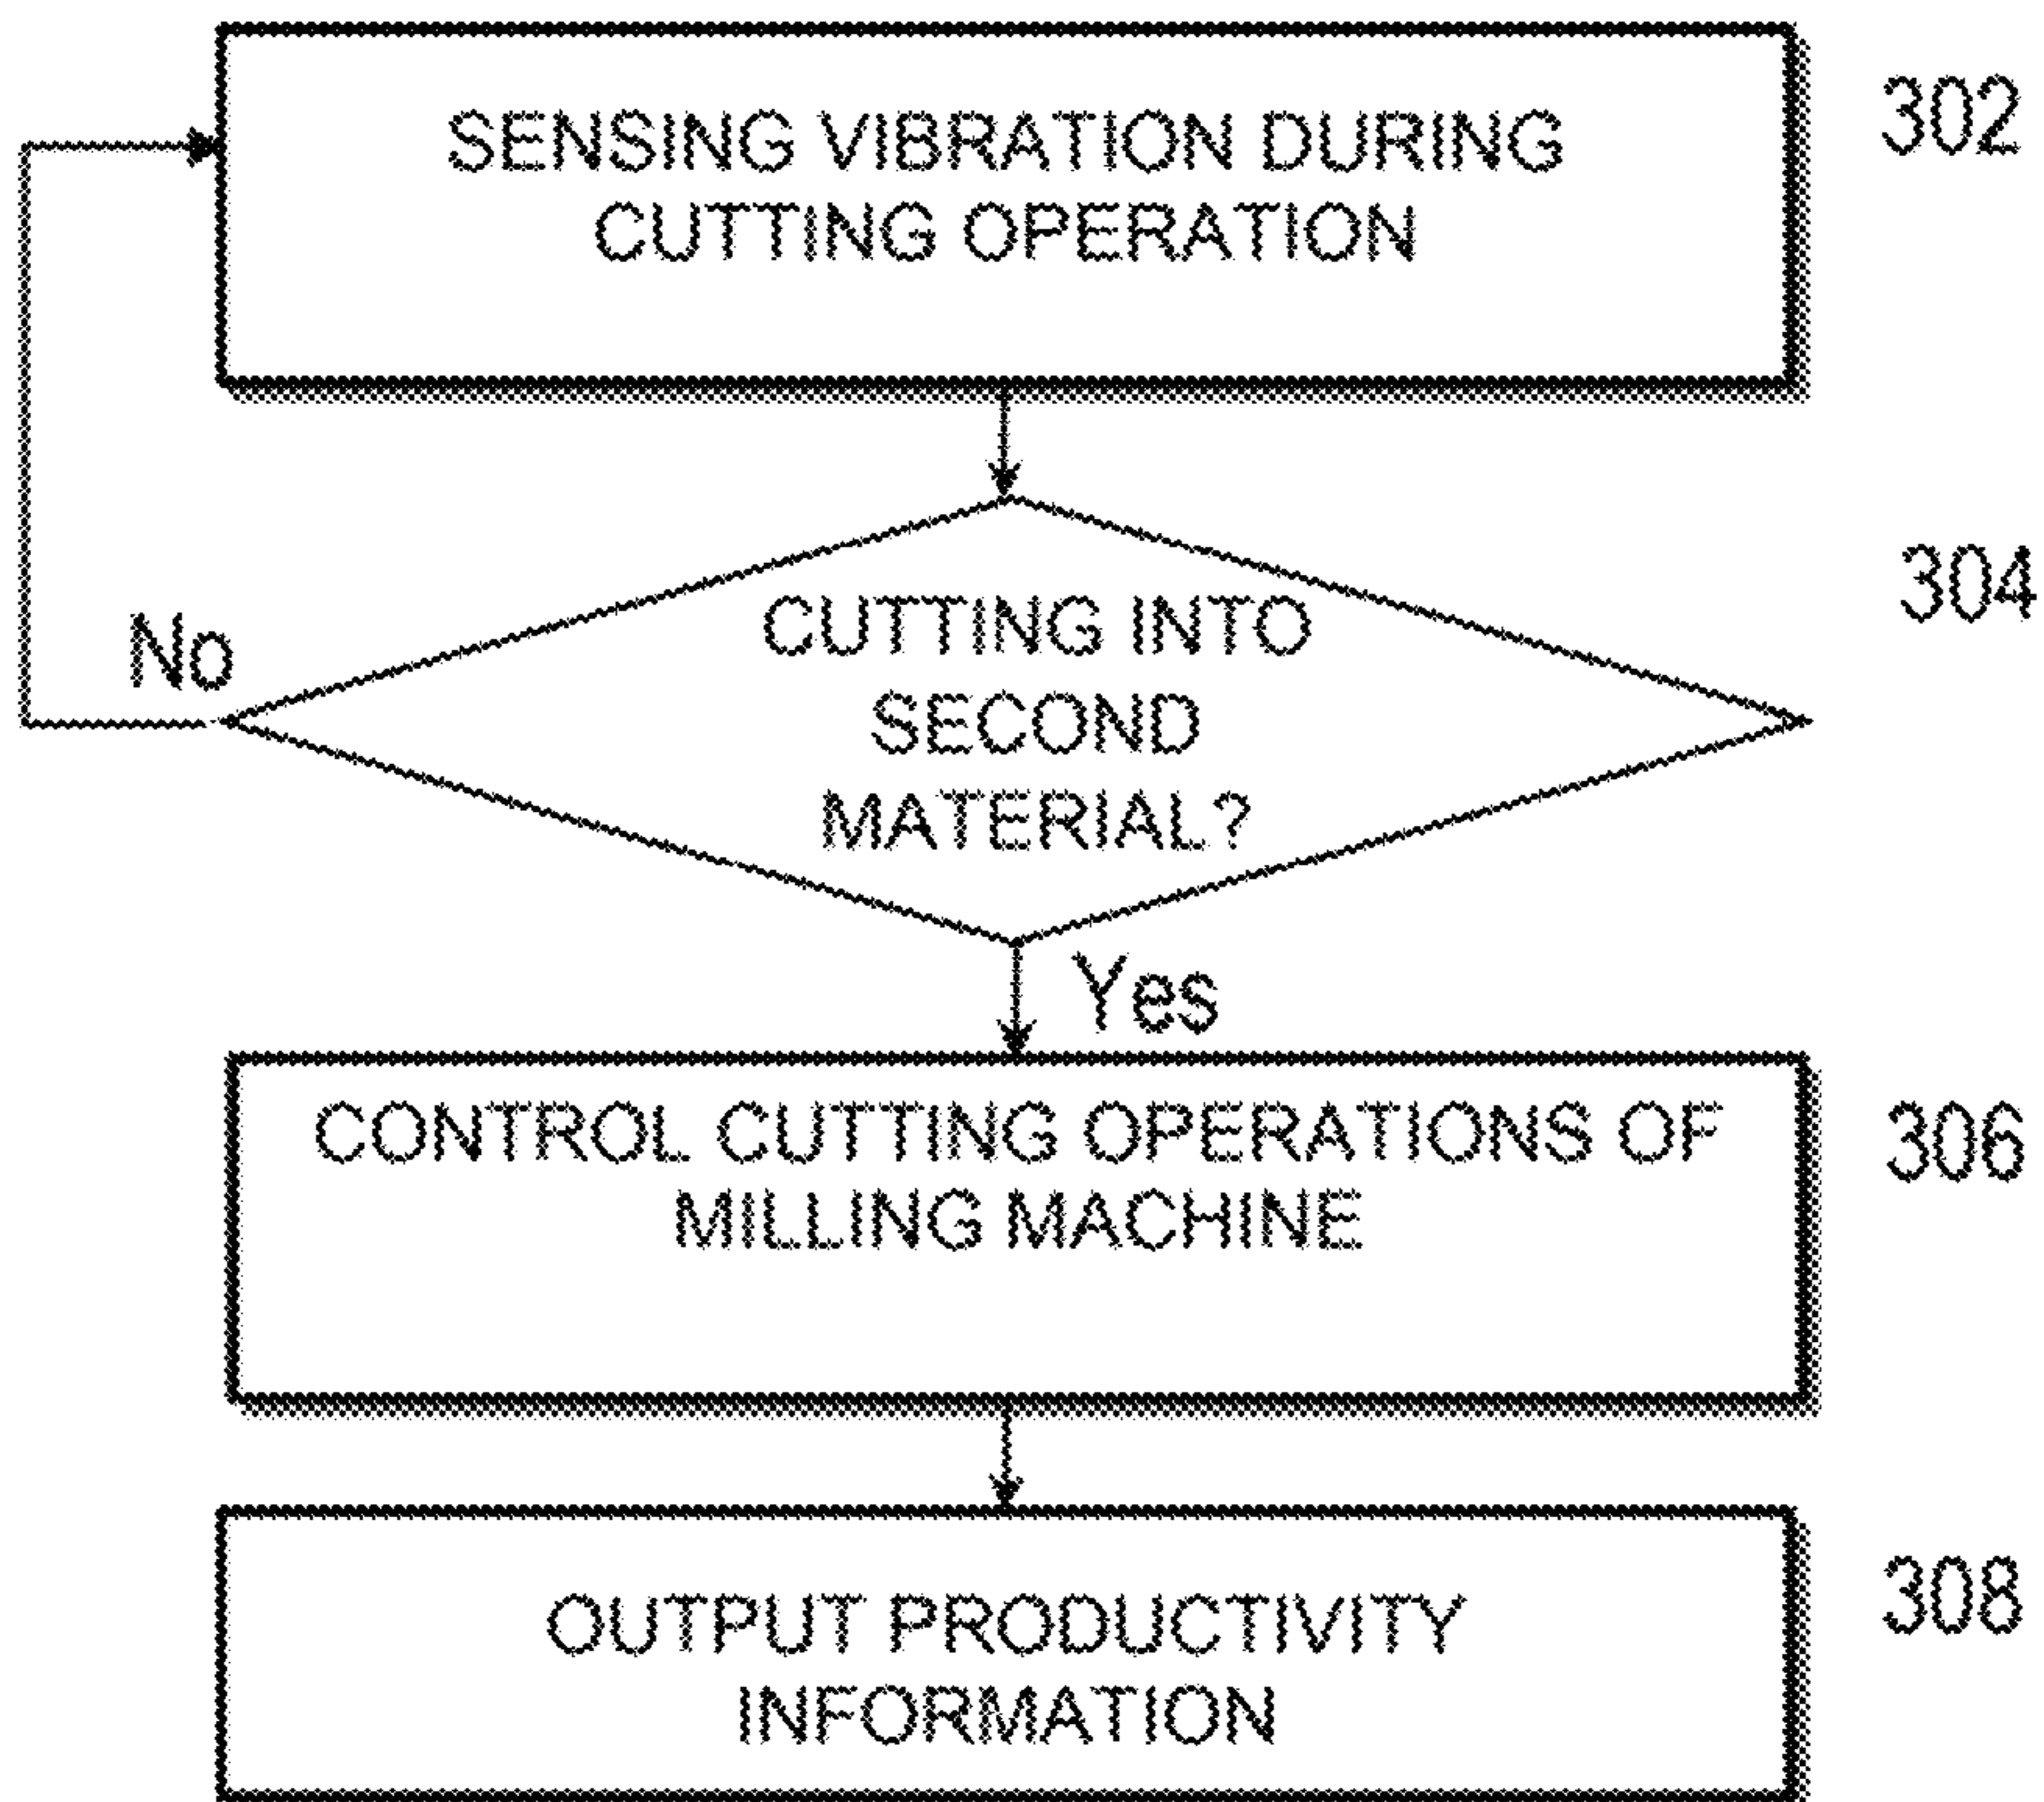 SENSING VIBRATION DURING
CUTTING OPERATION
302
CUTTING INTO
SECOND
MATERIAL?
304
No
Yes
CONTROL CUTTING OPERATIONS OF
MILLING MACHINE
306
OUTPUT PRODUCTIVITY
INFORMATION
308